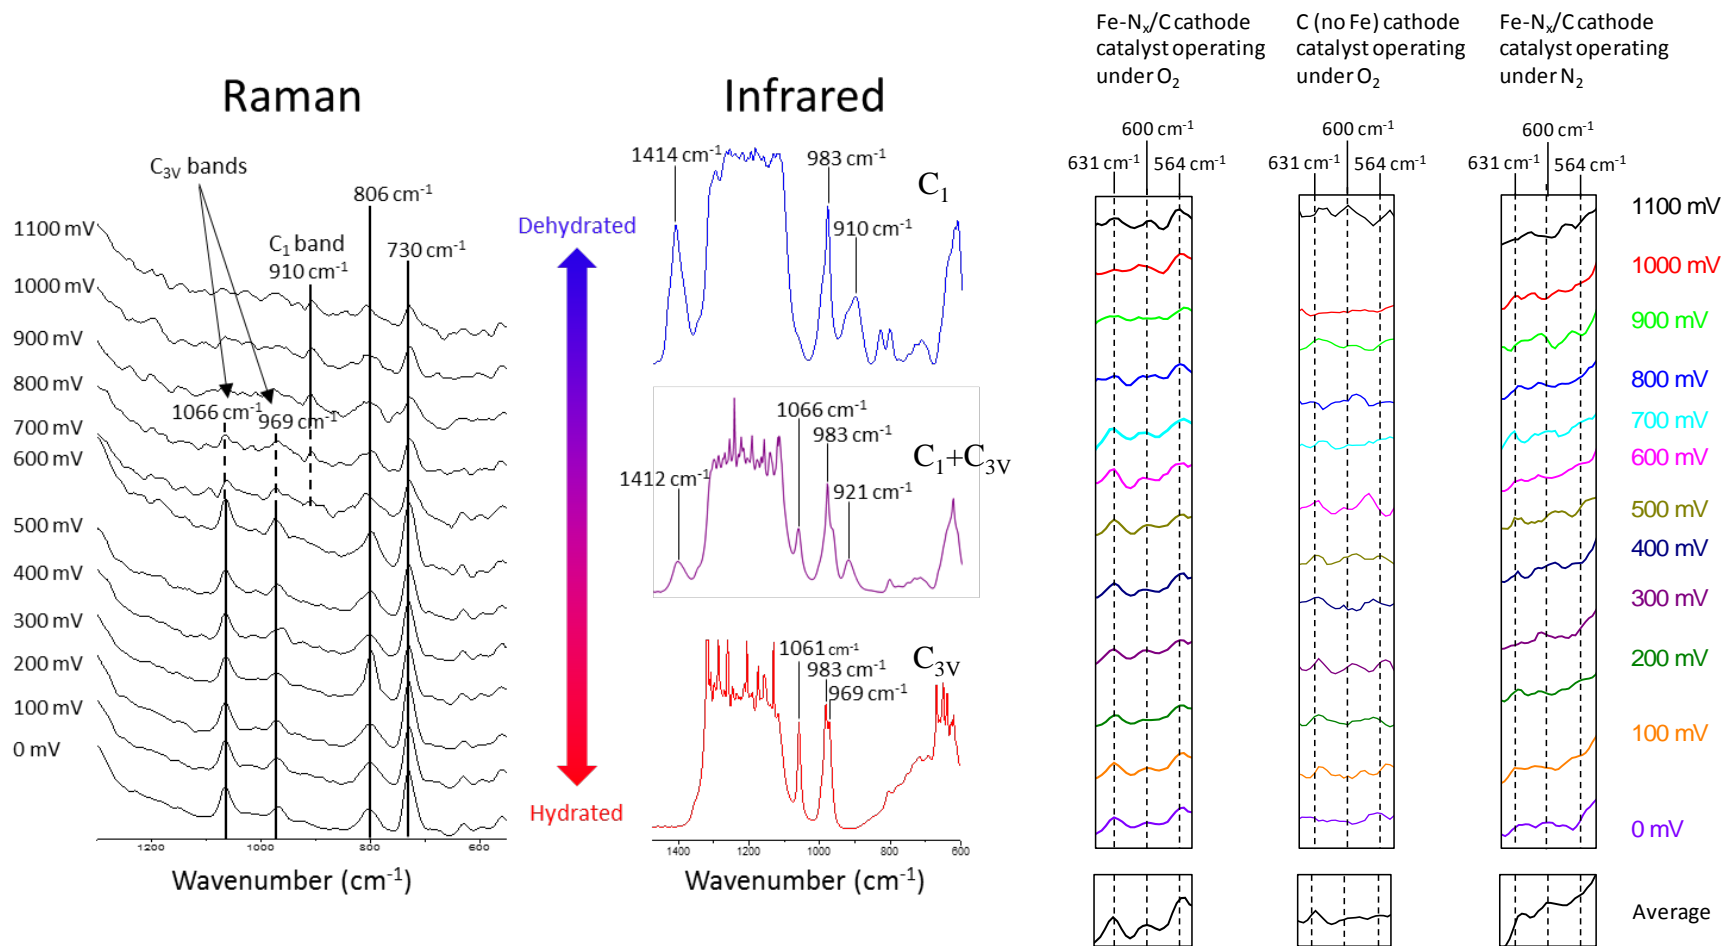 Raman
C3V bands
806 cm-1
C1 band
910 cm-1
730 cm-1
1066 cm-1
969 cm-1
1100 mV
1000 mV
900 mV
800 mV
700 mV
600 mV
500 mV
400 mV
300 mV
200 mV
100 mV
0 mV
1200
1000
800
600
Wavenumber (cm-1)
Dehydrated
Hydrated
Infrared
1414 cm-1
983 cm-1
910 cm-1
C1
1412 cm-1
1066 cm-1
983 cm-1
921 cm-1
C1+C3V
1061 cm-1
983 cm-1
969 cm-1
C3V
1400
1200
1000
800
600
Wavenumber (cm-1)
Fe-Nx/C cathode
catalyst operating
under O2
600 cm-1
631 cm-1
564 cm-1
C (no Fe) cathode
catalyst operating
under O2
600 cm-1
631 cm-1
564 cm-1
Fe-Nx/C cathode
catalyst operating
under N2
600 cm-1
631 cm-1
564 cm-1
1100 mV
1000 mV
900 mV
800 mV
700 mV
600 mV
500 mV
400 mV
300 mV
200 mV
100 mV
0 mV
Average